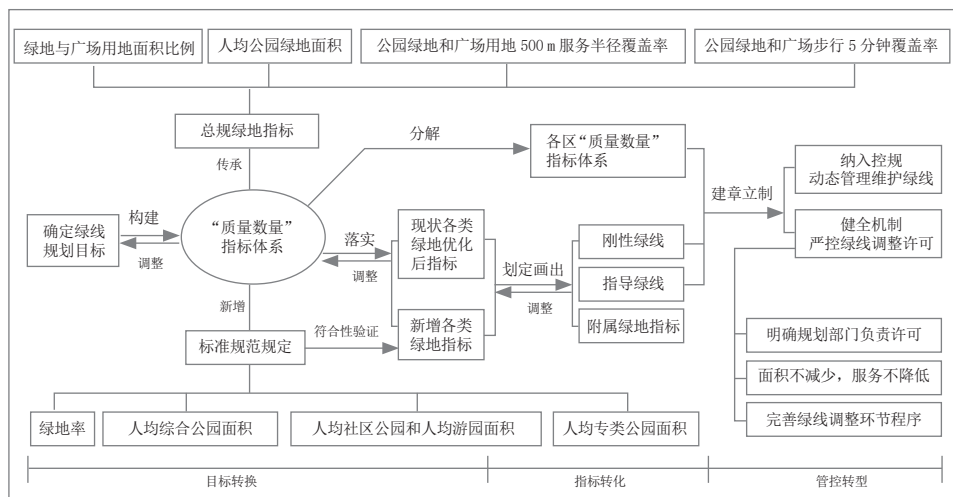 绿地与广场用地面积比例
人均公园绿地面积
公园绿地和广场用地 500 m 服务半径覆盖率
公园绿地和广场步行 5 分钟覆盖率
总规绿地指标
传承
分解
各区“质量数量”
指标体系
建章立制
纳入控规
动态管理维护绿线
健全机制
严控绿线调整许可
确定绿线
规划目标
构建
调整
“质量数量”
指标体系
落实
调整
现状各类
绿地优化
后指标
划定画出
调整
刚性绿线
指导绿线
附属绿地指标
新增
标准规范规定
符合性验证
新增各类
绿地指标
明确规划部门负责许可
面积不减少，服务不降低
完善绿线调整环节程序
绿地率
人均综合公园面积
人均社区公园和人均游园面积
人均专类公园面积
目标转换
指标转化
管控转型